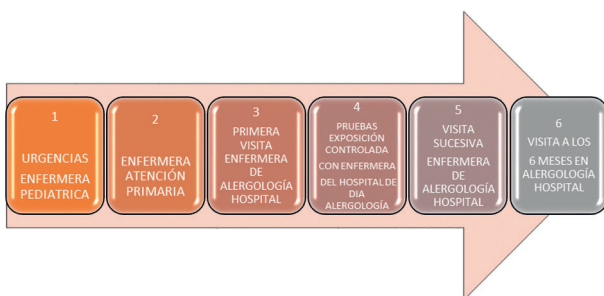 1
URGENCIAS
ENFERMERA
PEDIATRICA
2
ENFERMERA
ATENCIÓN
PRIMARIA
3
PRIMERA
VISITA
ENFERMERA
DE
ALERGOLOGÍA
HOSPITAL
4
PRUEBAS
EXPOSICIÓN
CONTROLADA
CON ENFERMERA
DEL HOSPITAL DE
DIA
ALERGOLOGÍA
5
VISITA
SUCESIVA
ENFERMERA
DE
ALERGOLOGÍA
HOSPITAL
6
VISITA A LOS
6 MESES EN
ALERGOLOGÍA
HOSPITAL